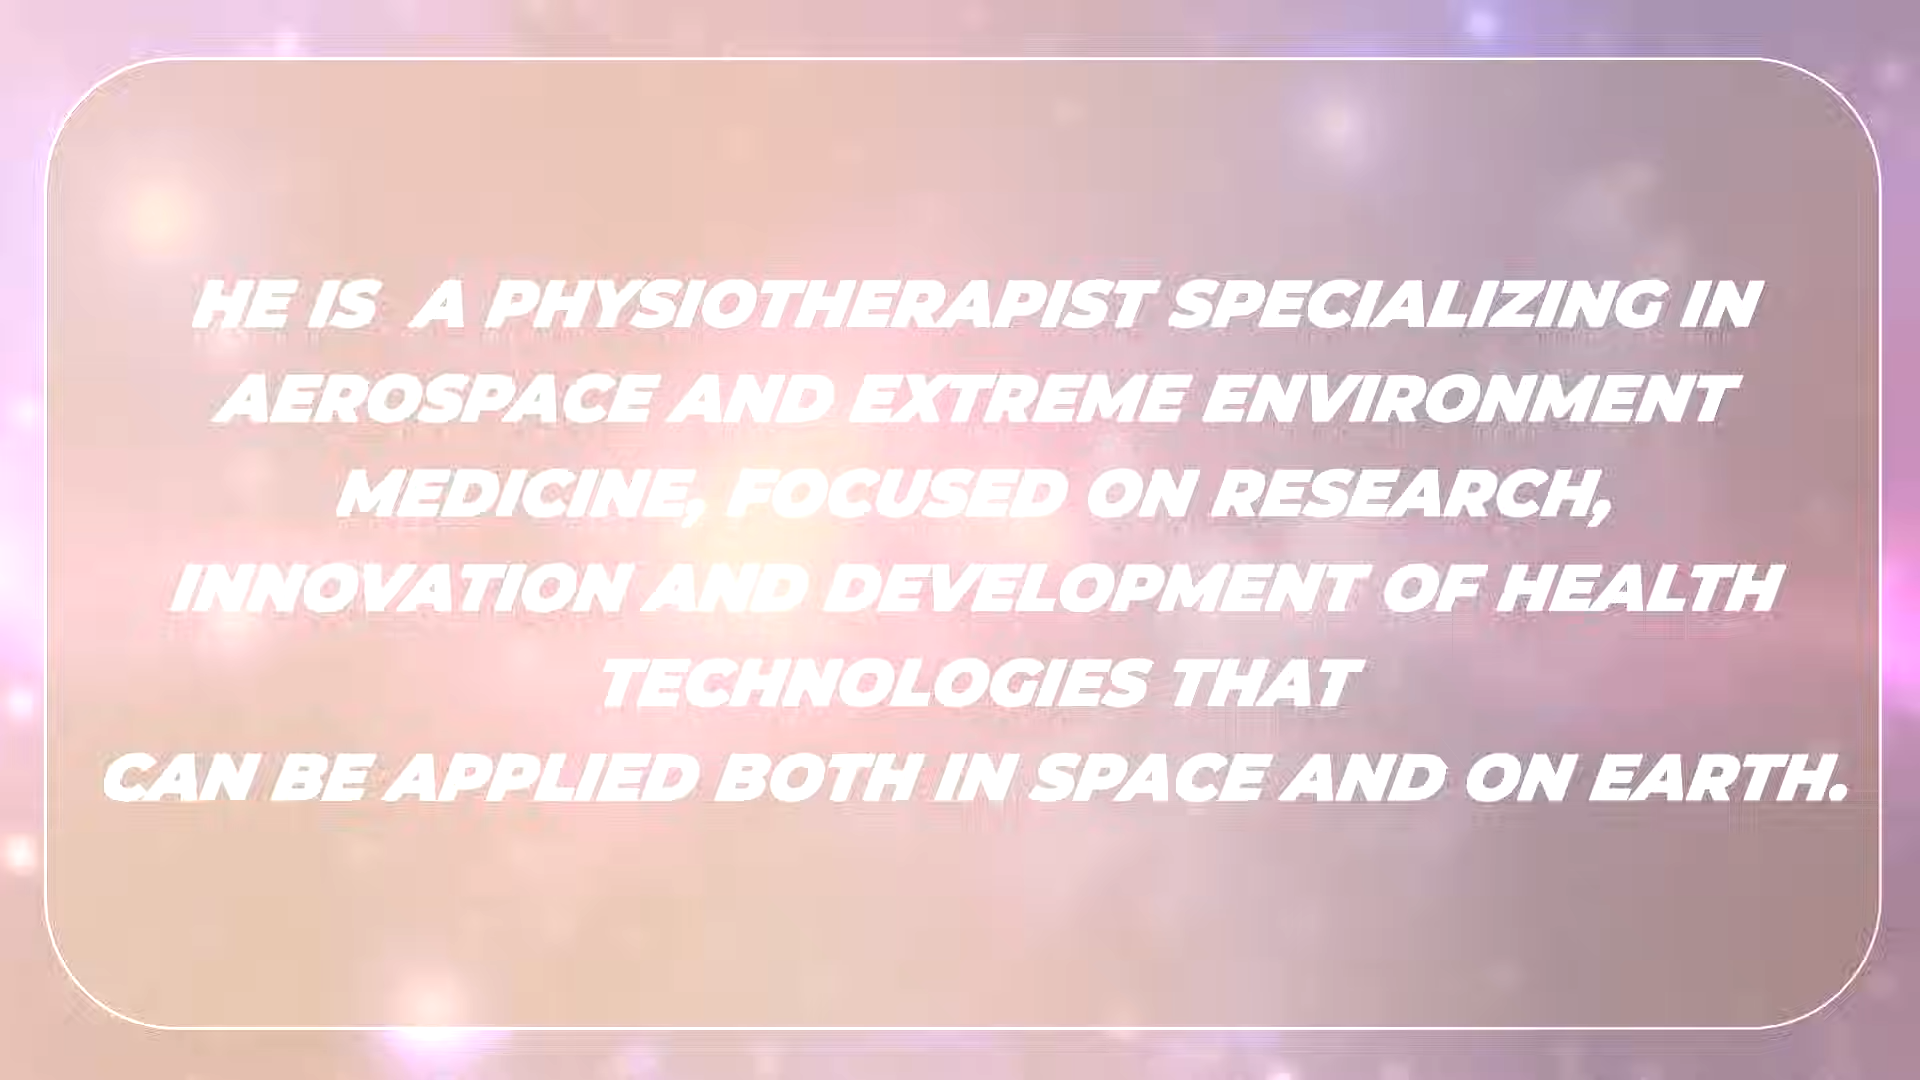 HE IS  A PHYSIOTHERAPIST SPECIALIZING IN
AEROSPACE AND EXTREME ENVIRONMENT
MEDICINE, FOCUSED ON RESEARCH,
INNOVATION AND DEVELOPMENT OF HEALTH
TECHNOLOGIES THAT
CAN BE APPLIED BOTH IN SPACE AND ON EARTH.